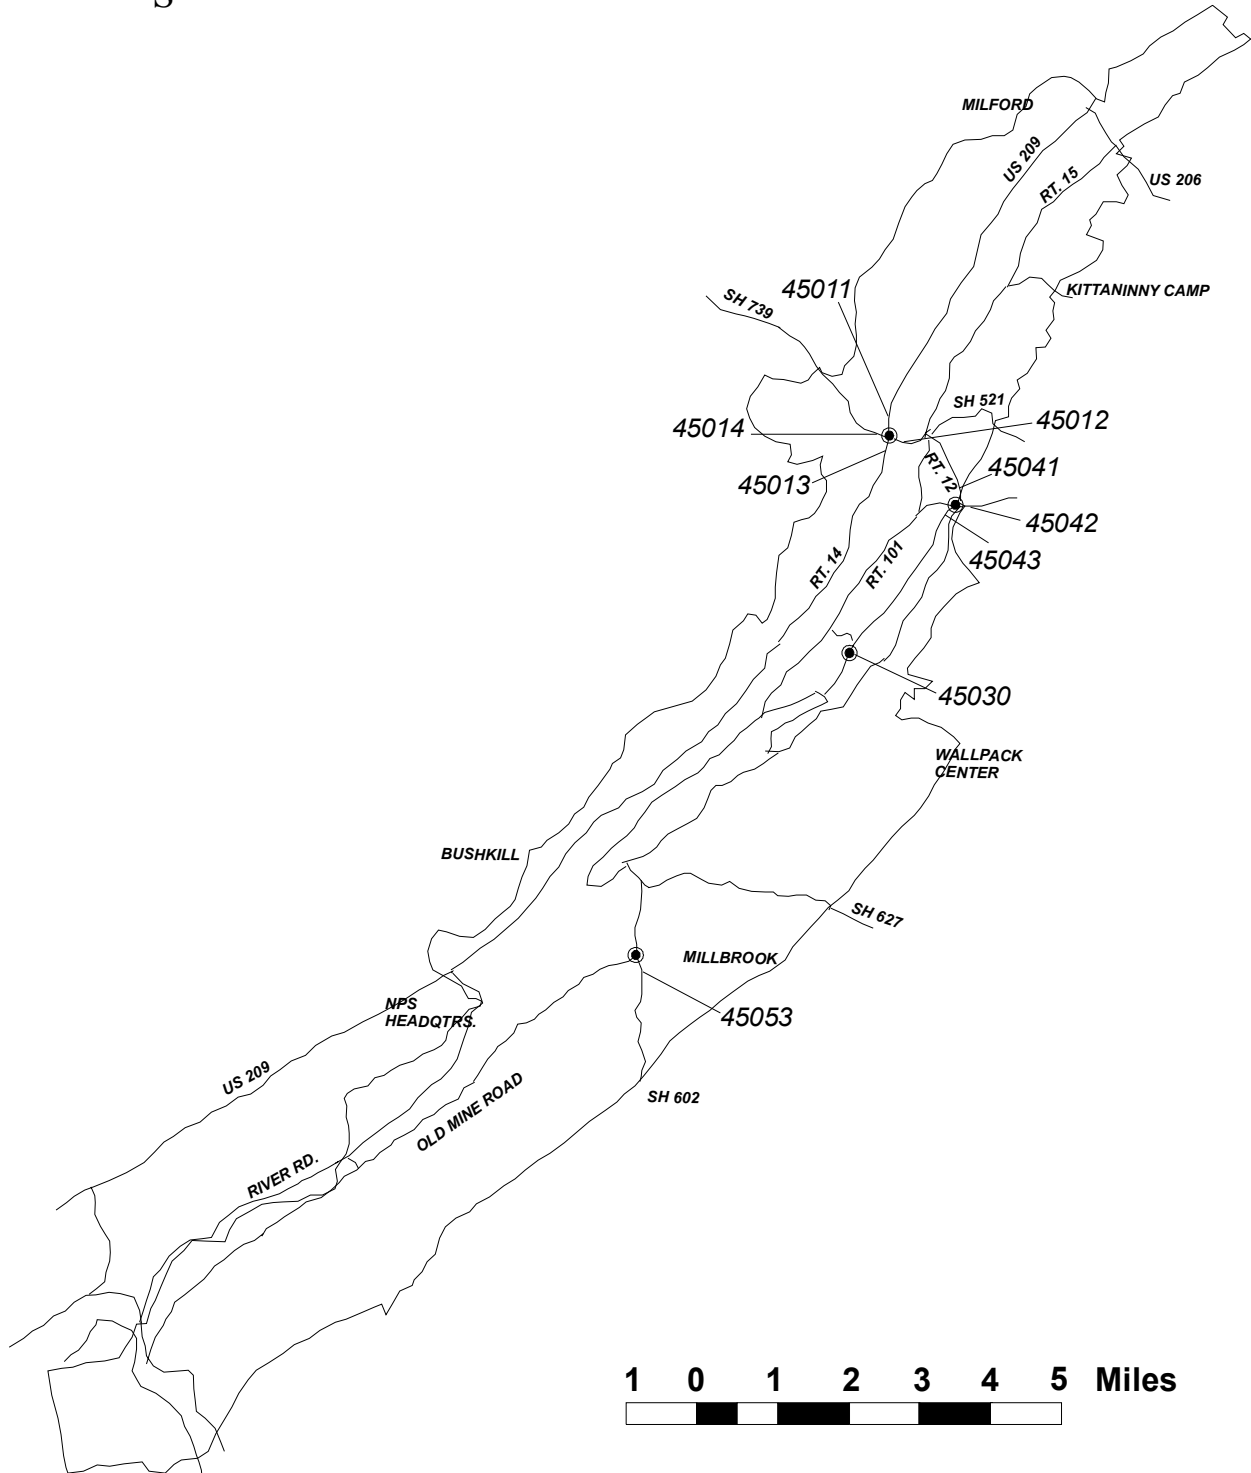 S
MILFORD
US 209
RT. 15
US 206
45011
SH 739
KITTANINNY CAMP
SH 521
45014
45012
45013
RT. 12
45041
45042
45043
RT. 14
RT. 101
45030
WALLPACK
CENTER
BUSHKILL
SH 627
MILLBROOK
NPS
HEADQTRS.
45053
US 209
OLD MINE ROAD
SH 602
RIVER RD.
1 0 1 2 3 4 5 Miles